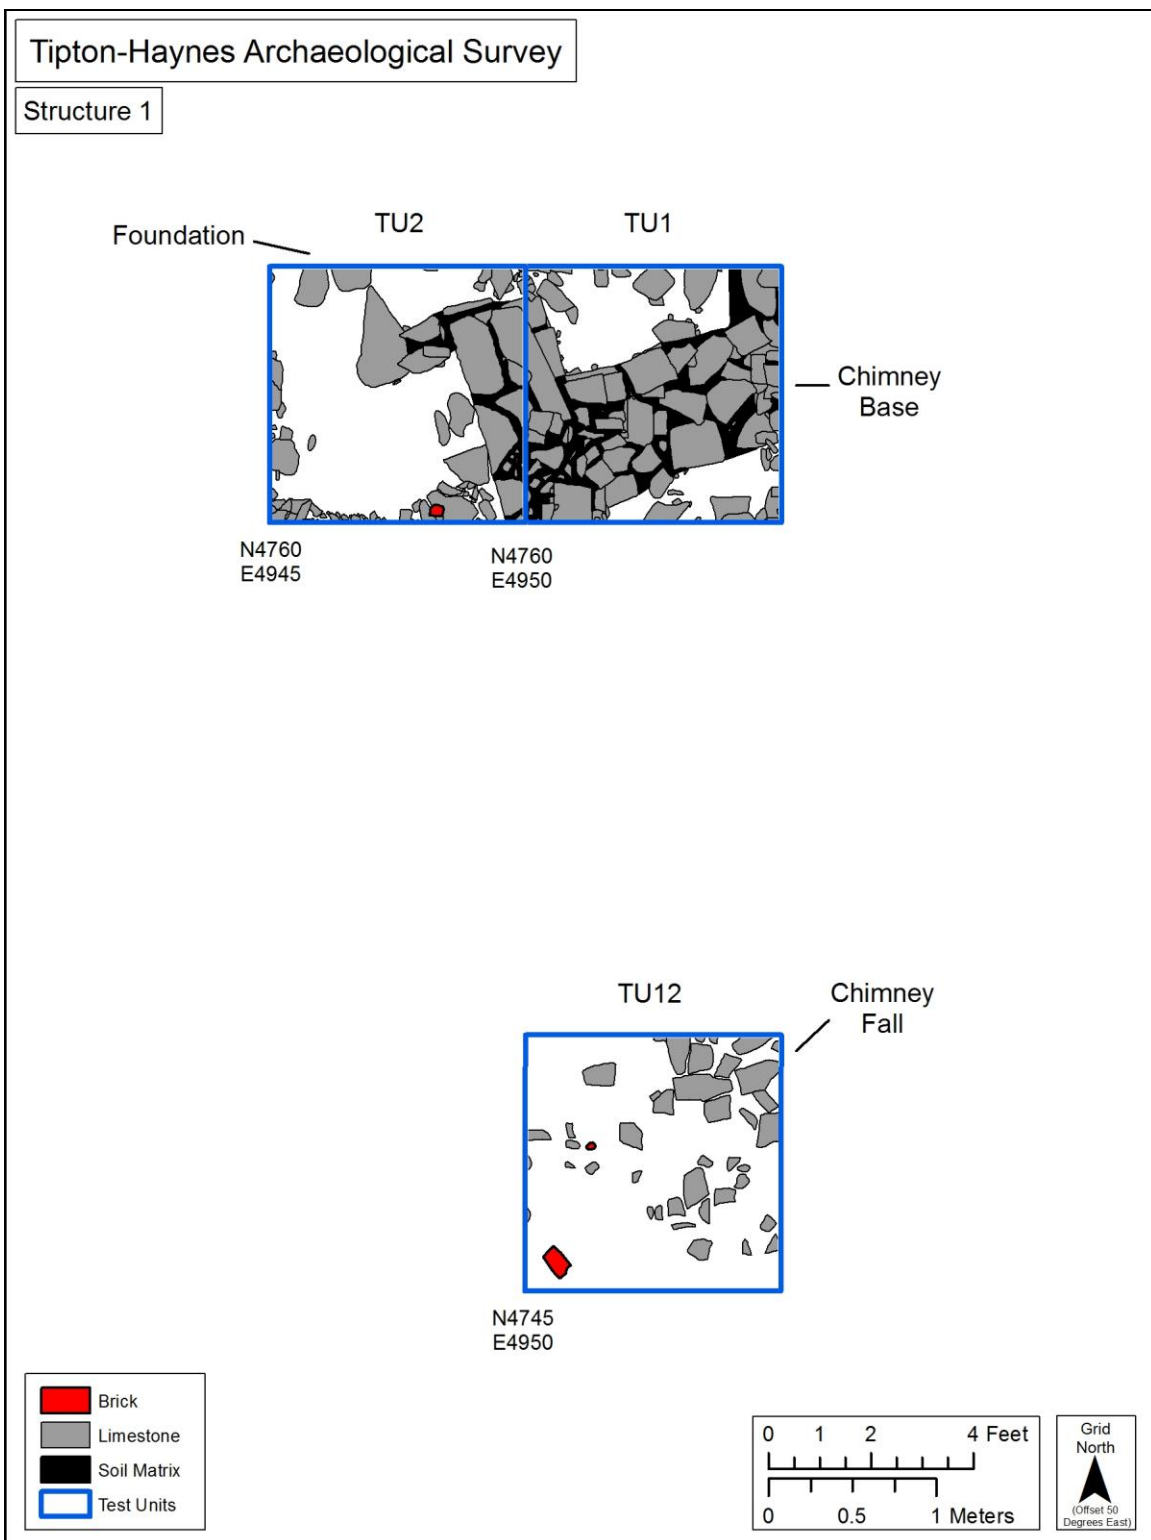 Tipton-Haynes Archaeological Survey
Structure 1
Foundation
TU2
TU1
Chimney
Base
N4760
E4945
N4760
E4950
TU12
Chimney
Fall
N4745
E4950
Brick
Limestone
Soil Matrix
Test Units
0 1 2 4 Feet
0 0.5 1 Meters
Grid
North
(Offset 50
Degrees East)